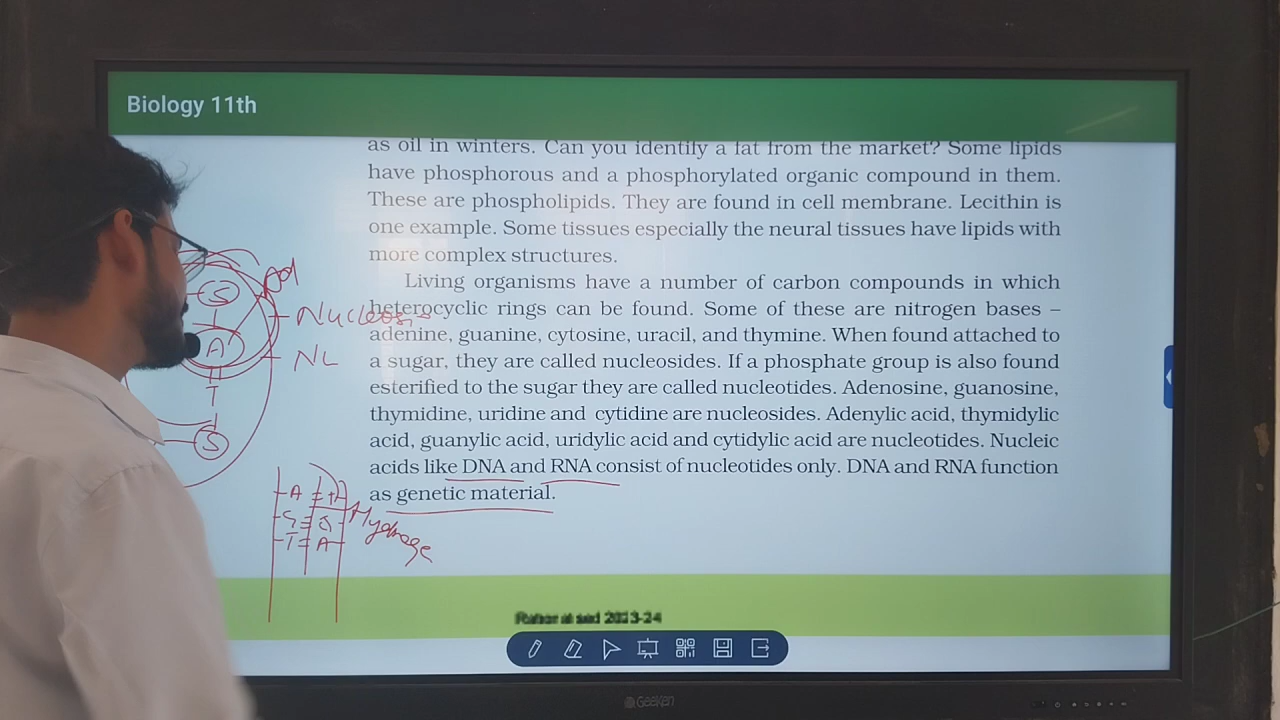 Biology 11th
as oil in winters. Can you identify a fat from the market? Some lipids
have phosphorous and a phosphorylated organic compound in them.
These are phospholipids. They are found in cell membrane. Lecithin is
one example. Some tissues especially the neural tissues have lipids with
more complex structures.
Living organisms have a number of carbon compounds in which
heterocyclic rings can be found. Some of these are nitrogen bases –
adenine, guanine, cytosine, uracil, and thymine. When found attached to
a sugar, they are called nucleosides. If a phosphate group is also found
esterified to the sugar they are called nucleotides. Adenosine, guanosine,
thymidine, uridine and cytidine are nucleosides. Adenylic acid, thymidylic
acid, guanylic acid, uridylic acid and cytidylic acid are nucleotides. Nucleic
acids like DNA and RNA consist of nucleotides only. DNA and RNA function
as genetic material.
S
A
T
S
Nucleosi
NL
A T
T A
2023-24
Geeken